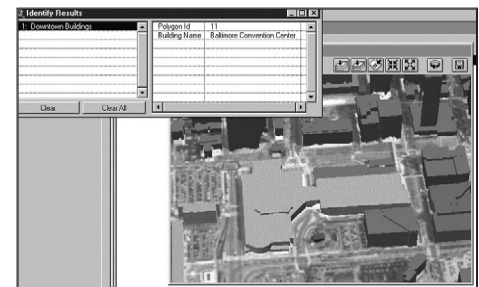 Identify Results
1: Downtown Buildings
Polygon Id 11
Building Name Baltimore Convention Center
Clear Clear All